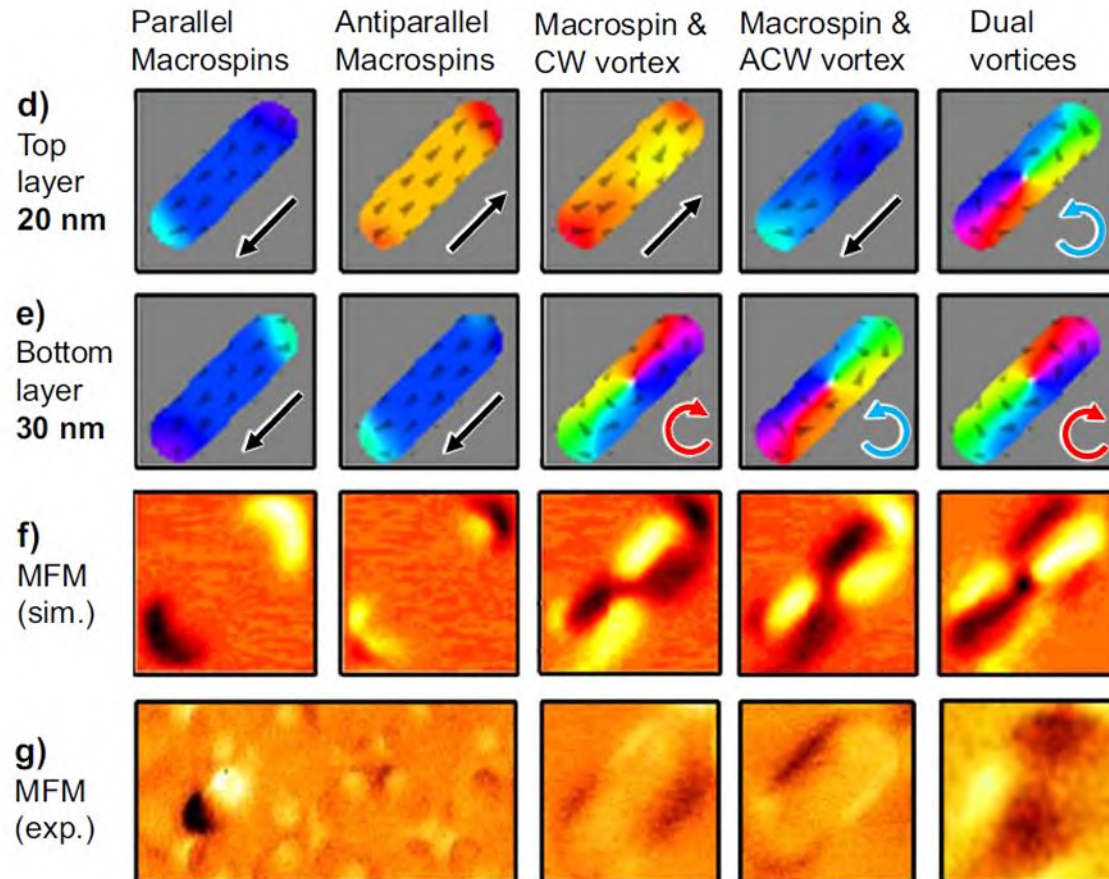 Parallel Macrospins
Antiparallel Macrospins
Macrospin & CW vortex
Macrospin & ACW vortex
Dual vortices
d)
Top
layer
20 nm
e)
Bottom
layer
30 nm
f)
MFM
(sim.)
g)
MFM
(exp.)